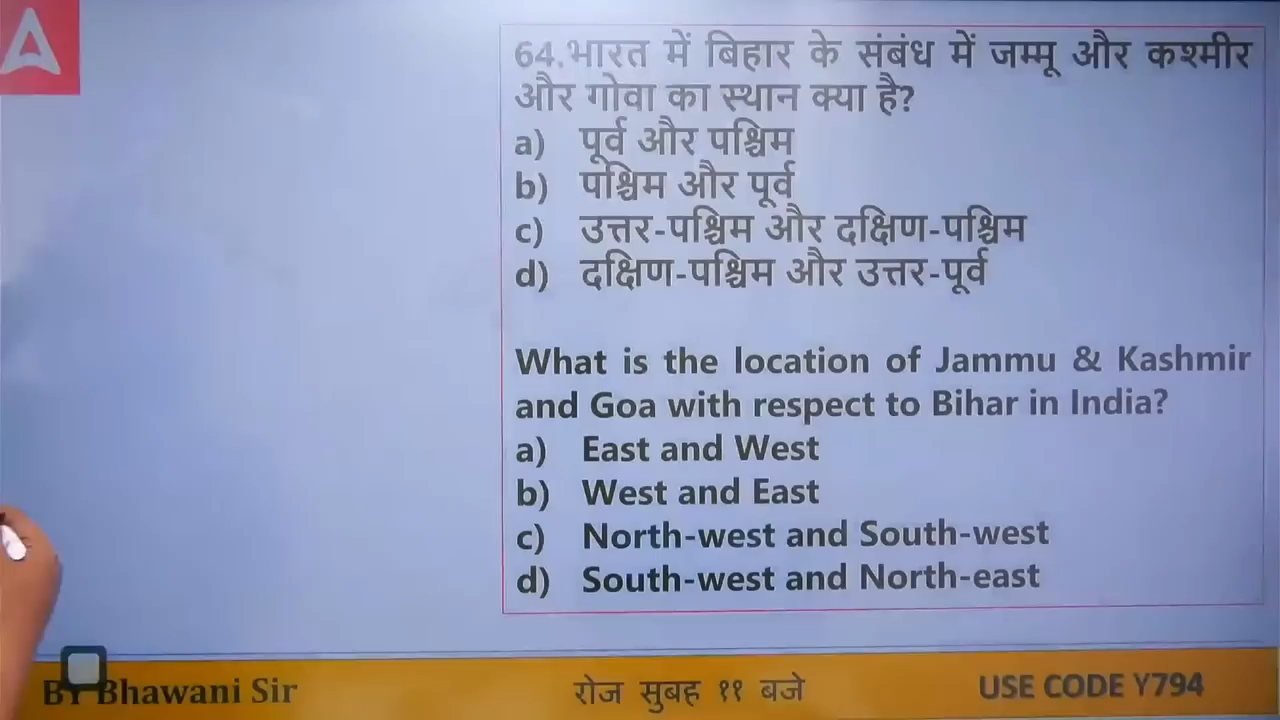 64.भारत में बिहार के संबंध में जम्मू और कश्मीर
और गोवा का स्थान क्या है?
a) पूर्व और पश्चिम
b) पश्चिम और पूर्व
c) उत्तर-पश्चिम और दक्षिण-पश्चिम
d) दक्षिण-पश्चिम और उत्तर-पूर्व
What is the location of Jammu & Kashmir
and Goa with respect to Bihar in India?
a) East and West
b) West and East
c) North-west and South-west
d) South-west and North-east
BY Bhawani Sir
रोज सुबह ११ बजे
USE CODE Y794